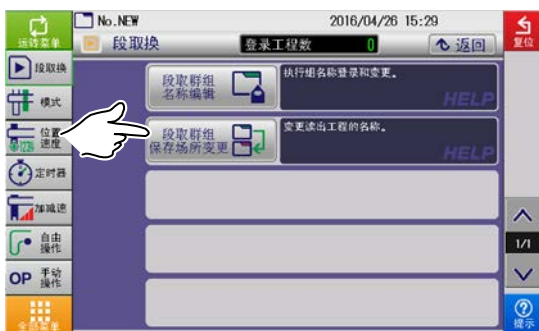 No.NEW
2016/04/26 15:29
运转菜单
段取换
登录工程数
0
返回
复位
段取换
模式
位置
速度
定时器
加减速
自由
操作
OP
手动
操作
全部菜单
段取群组
名称编辑
执行组名称登录和变更。
HELP
段取群组
保存场所变更
变更读出工程的名称。
HELP
1/1
?
提示